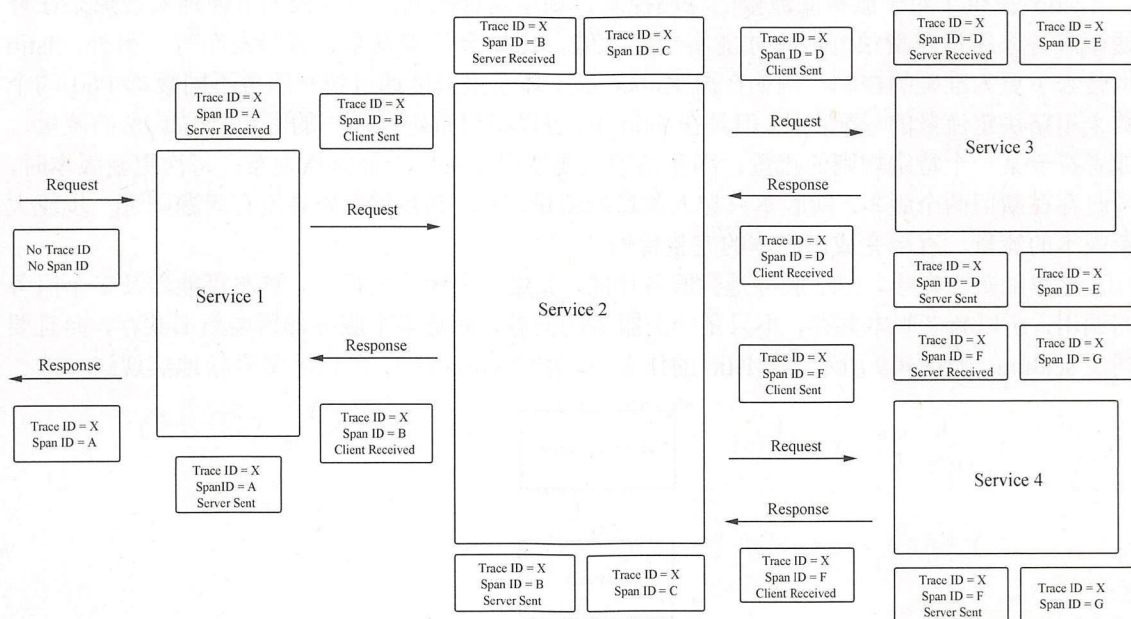 Trace ID = X
Span ID = B
Server Received
Trace ID = X
Span ID = C
Trace ID = X
Span ID = D
Client Sent
Trace ID = X
Span ID = D
Server Received
Trace ID = X
Span ID = E
Trace ID = X
Span ID = A
Server Received
Trace ID = X
Span ID = B
Client Sent
Request
Service 3
Request
Response
Request
No Trace ID
No Span ID
Service 1
Service 2
Trace ID = X
Span ID = D
Client Received
Trace ID = X
Span ID = D
Server Sent
Trace ID = X
Span ID = E
Response
Response
Trace ID = X
Span ID = F
Client Sent
Trace ID = X
Span ID = F
Server Received
Trace ID = X
Span ID = G
Trace ID = X
Span ID = A
Trace ID = X
Span ID = B
Client Received
Request
Service 4
Trace ID = X
SpanID = A
Server Sent
Response
Trace ID = X
Span ID = B
Server Sent
Trace ID = X
Span ID = C
Trace ID = X
Span ID = F
Client Received
Trace ID = X
Span ID = F
Server Sent
Trace ID = X
Span ID = G